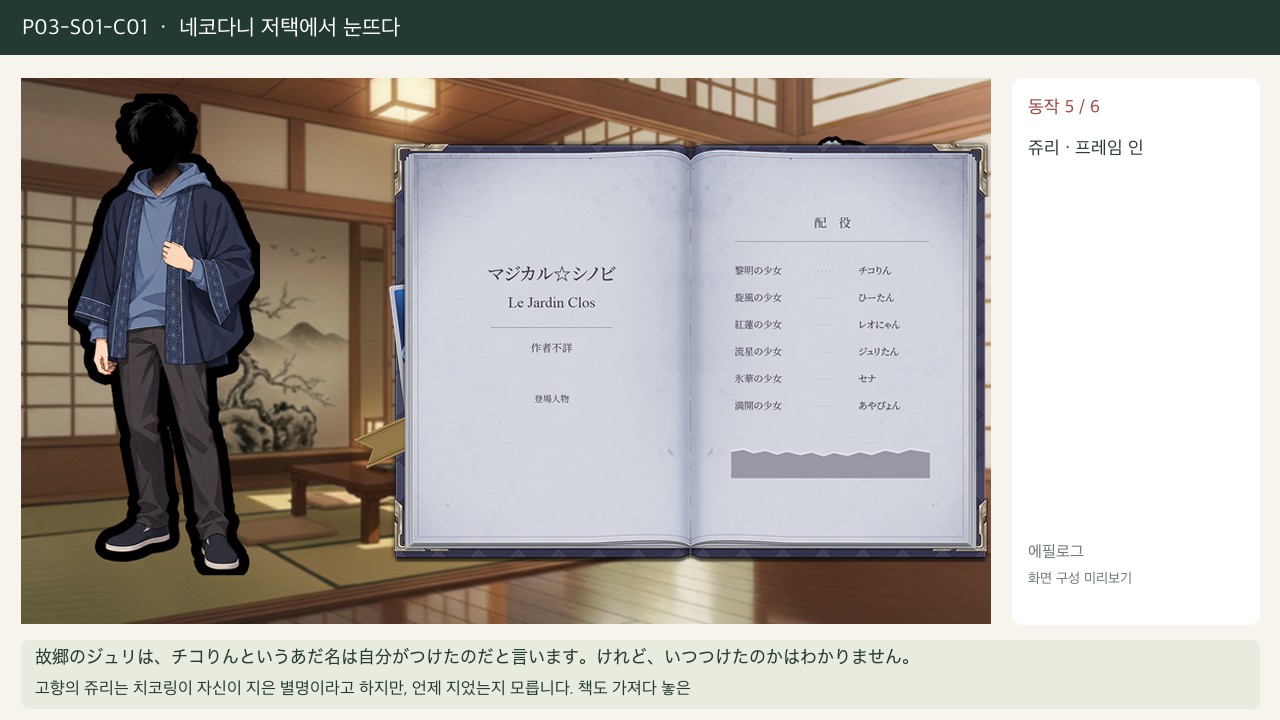 P03-S01-C01 · 네코다니 저택에서 눈뜨다
マジカル☆シノビ
Le Jardin Clos
作者不詳
登場人物
配 役
黎明の少女 ····· チコりん
旋風の少女 ····· ひーたん
紅蓮の少女 ····· レオにゃん
流星の少女 ····· ジュリたん
氷華の少女 ····· セナ
満開の少女 ····· あやぴょん
동작 5 / 6
쥬리 · 프레임 인
에필로그
화면 구성 미리보기
故郷のジュリは、チコりんというあだ名は自分がつけたのだと言います。けれど、いつつけたのかはわかりません。
고향의 쥬리는 치코링이 자신이 지은 별명이라고 하지만, 언제 지었는지 모릅니다. 책도 가져다 놓은